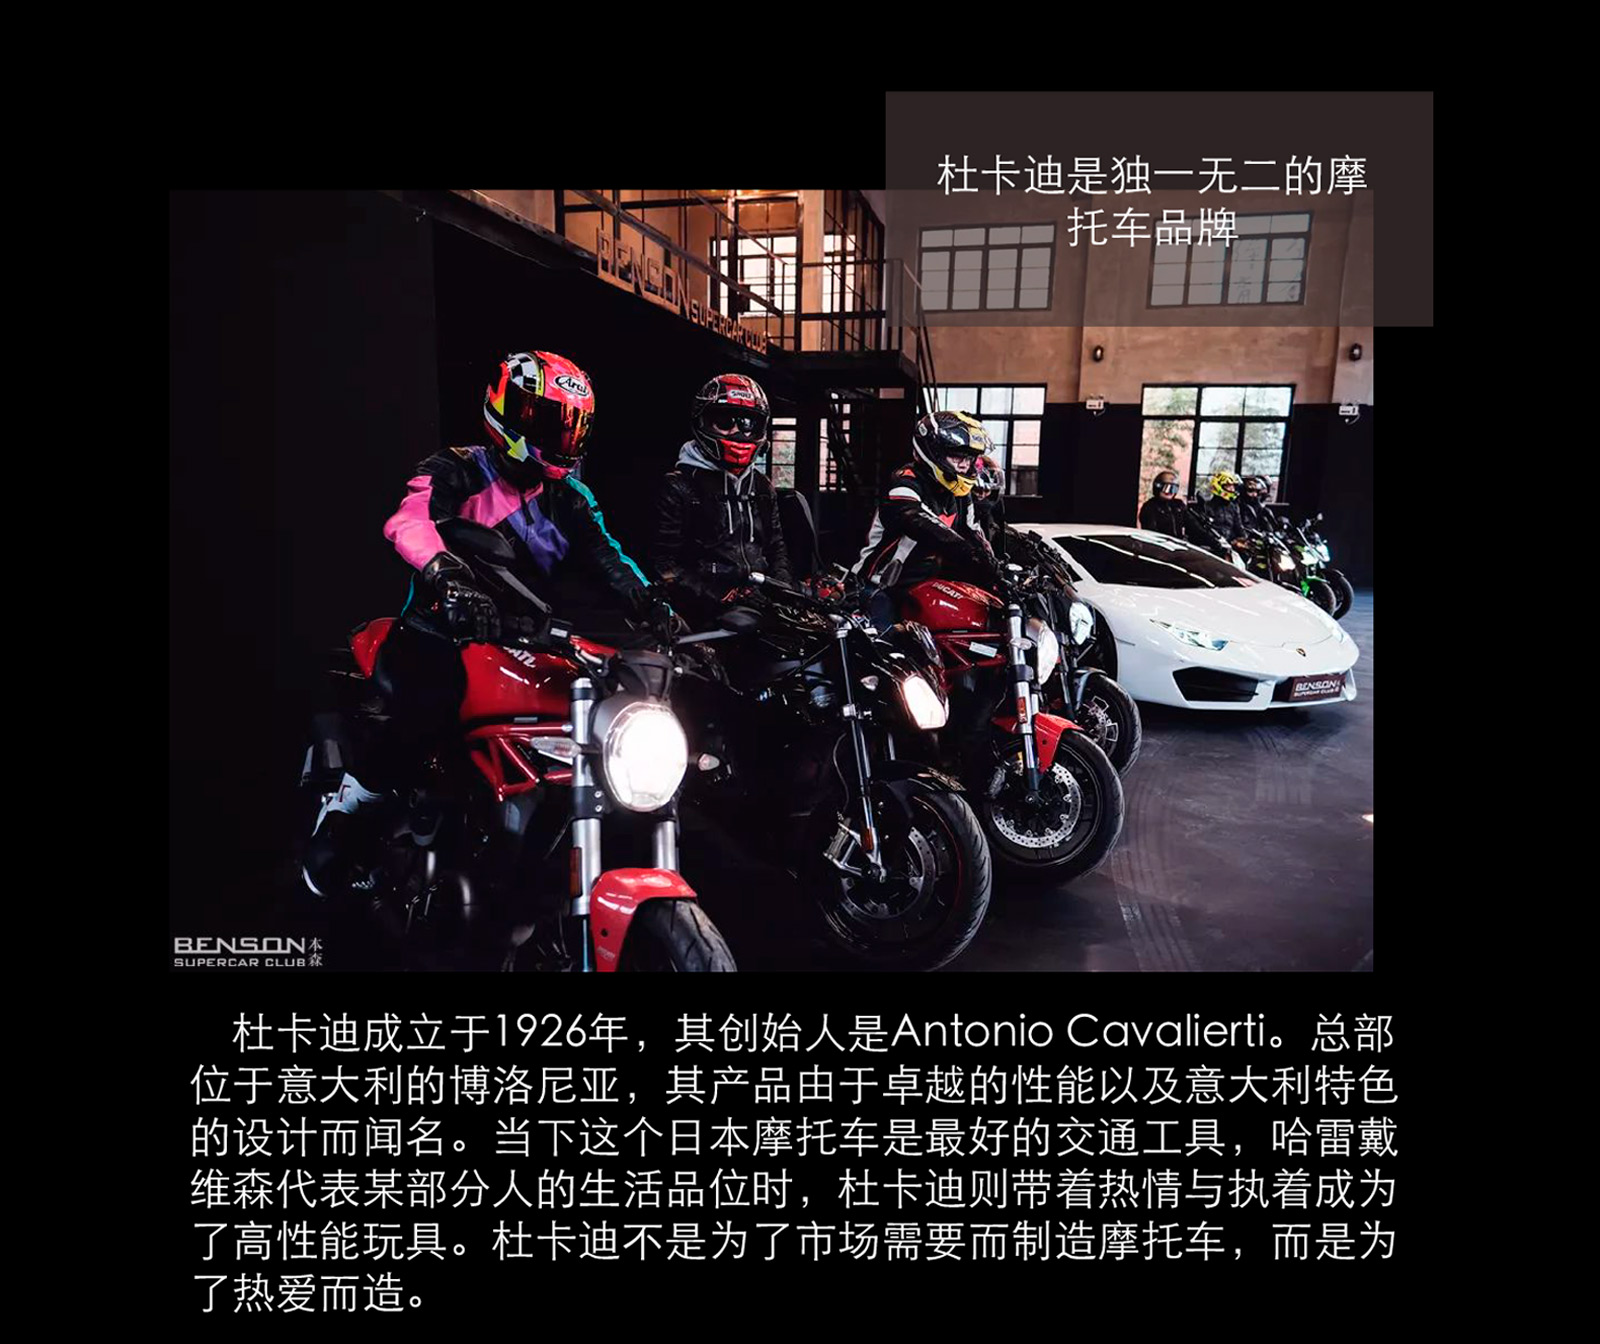 杜卡迪是独一无二的摩
托车品牌
BENSON
SUPERCAR CLUB
Arai
DUCATI
CATI
BENSON
SUPERCAR CLUB
BENSON本森
SUPERCAR CLUB
杜卡迪成立于1926年，其创始人是Antonio Cavalierti。总部
位于意大利的博洛尼亚，其产品由于卓越的性能以及意大利特色
的设计而闻名。当下这个日本摩托车是最好的交通工具，哈雷戴
维森代表某部分人的生活品位时，杜卡迪则带着热情与执着成为
了高性能玩具。杜卡迪不是为了市场需要而制造摩托车，而是为
了热爱而造。